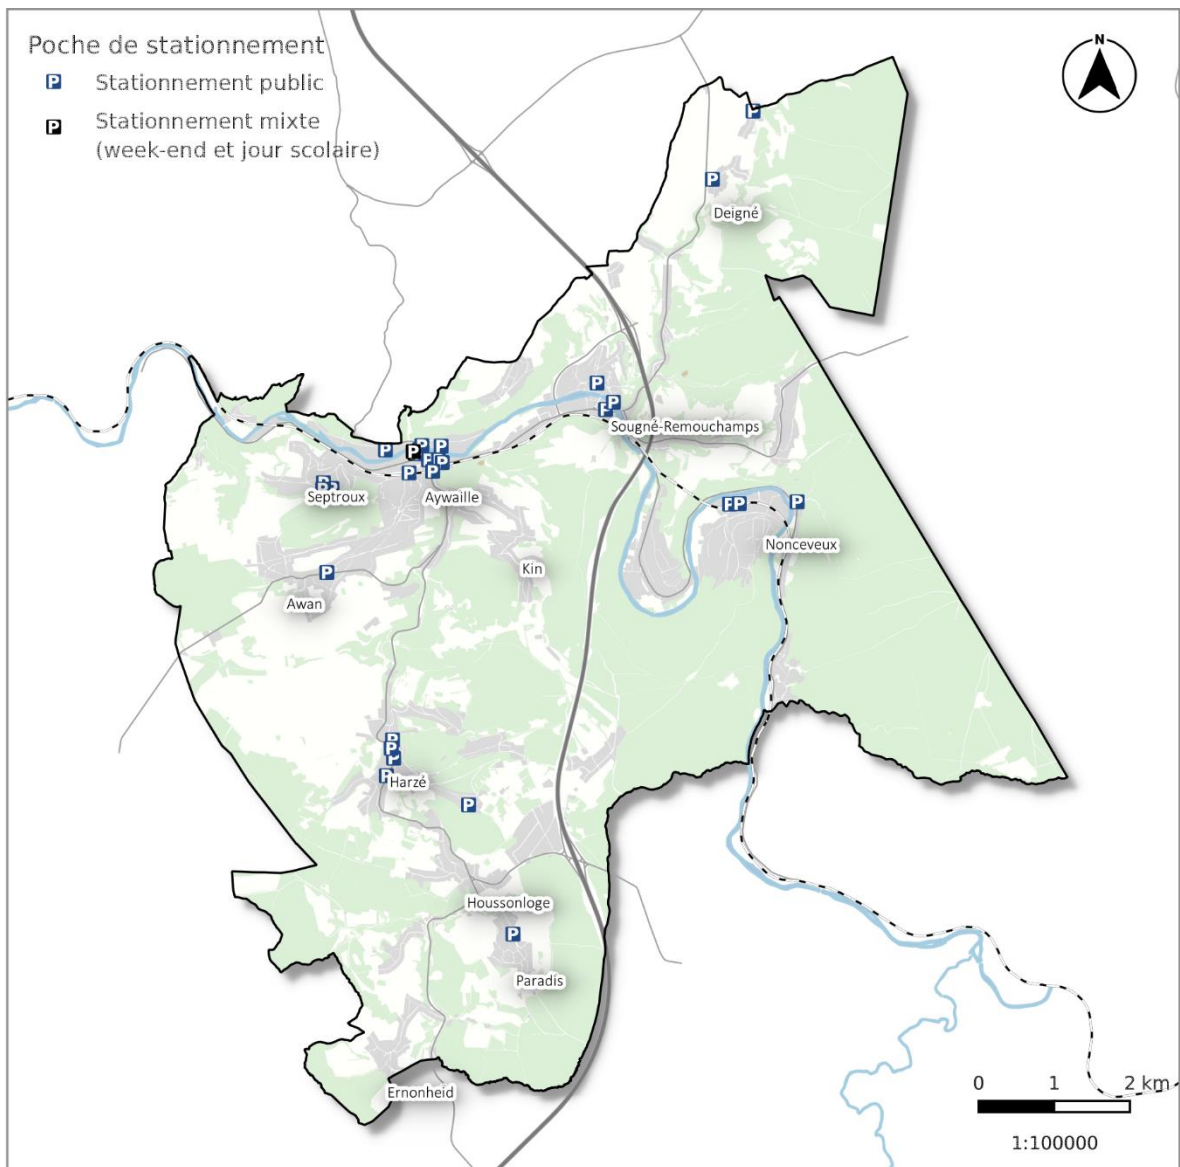 Poche de stationnement
P Stationnement public
P Stationnement mixte
(week-end et jour scolaire)
N
P
P
Deigné
P
P
P
Sougné-Remouchamps
P
P
P
P
P
P
P
P
P
Septroux
Aywaille
P
P
P
Nonceveux
Kin
P
Awan
P
P
P
P
Harzé
P
Houssonloge
P
Paradis
Ernonheid
0 1 2 km
1:100000